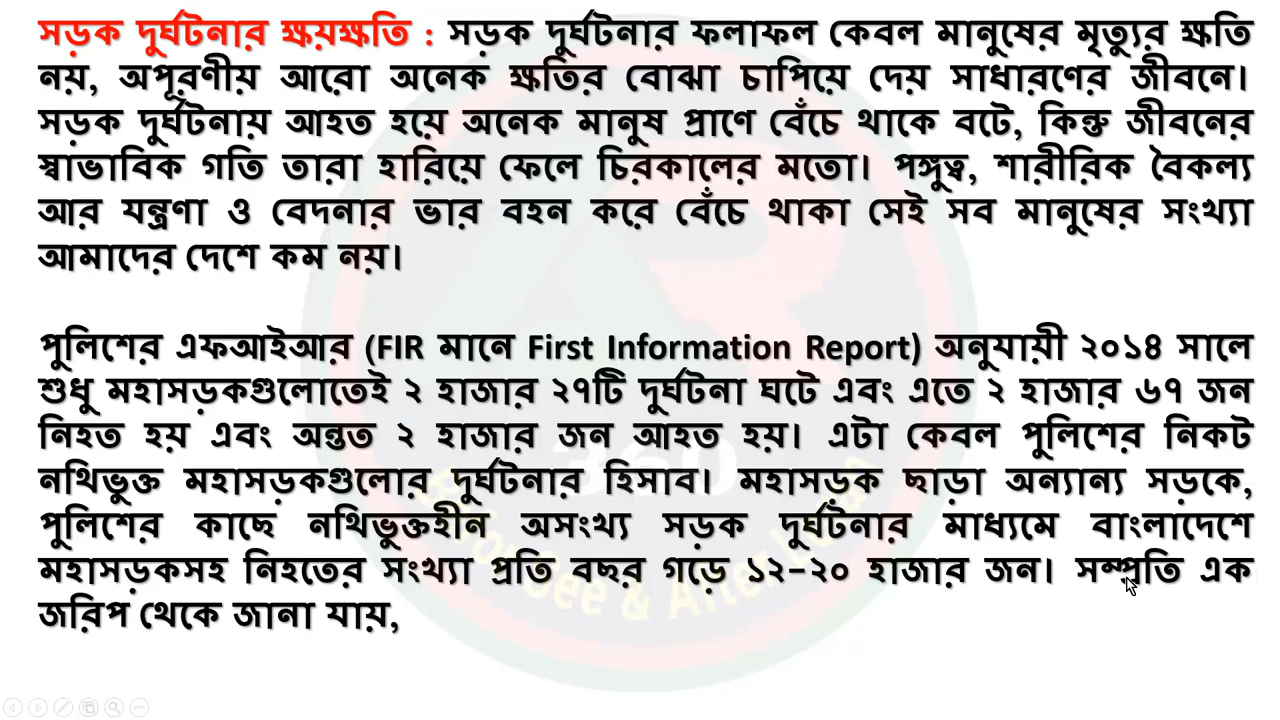 সড়ক দুর্ঘটনার ক্ষয়ক্ষতি : সড়ক দুর্ঘটনার ফলাফল কেবল মানুষের মৃত্যুর ক্ষতি
নয়, অপূরণীয় আরো অনেক ক্ষতির বোঝা চাপিয়ে দেয় সাধারণের জীবনে।
সড়ক দুর্ঘটনায় আহত হয়ে অনেক মানুষ প্রাণে বেঁচে থাকে বটে, কিন্তু জীবনের
স্বাভাবিক গতি তারা হারিয়ে ফেলে চিরকালের মতো। পঙ্গুত্ব, শারীরিক বৈকল্য
আর যন্ত্রণা ও বেদনার ভার বহন করে বেঁচে থাকা সেই সব মানুষের সংখ্যা
আমাদের দেশে কম নয়।
পুলিশের এফআইআর (FIR মানে First Information Report) অনুযায়ী ২০১৪ সালে
শুধু মহাসড়কগুলোতেই ২ হাজার ২৭টি দুর্ঘটনা ঘটে এবং এতে ২ হাজার ৬৭ জন
নিহত হয় এবং অন্তত ২ হাজার জন আহত হয়। এটা কেবল পুলিশের নিকট
নথিভুক্ত মহাসড়কগুলোর দুর্ঘটনার হিসাব। মহাসড়ক ছাড়া অন্যান্য সড়কে,
পুলিশের কাছে নথিভুক্তহীন অসংখ্য সড়ক দুর্ঘটনার মাধ্যমে বাংলাদেশে
মহাসড়কসহ নিহতের সংখ্যা প্রতি বছর গড়ে ১২–২০ হাজার জন। সম্প্রতি এক
জরিপ থেকে জানা যায়,
360